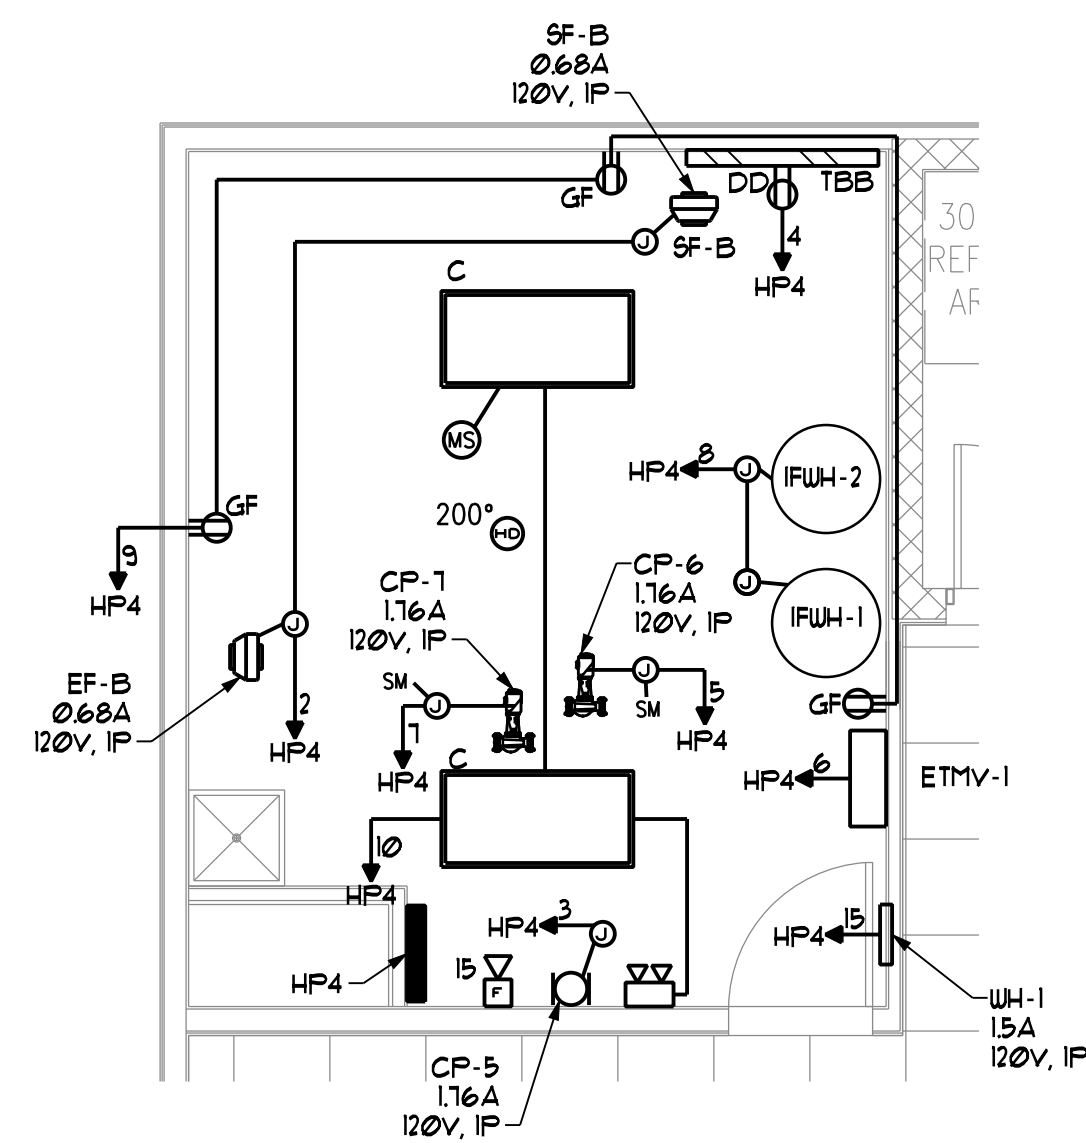 SF-B
0.68A
120V, 1P
GF
DD
TBB
SF-B
J
4
HP4
30
REF
AR
C
MS
HP4
8
J
1FWH-2
200°
HD
GF
9
HP4
CP-7
1.76A
120V, 1P
CP-6
1.76A
120V, 1P
J
1FWH-1
J
EF-B
0.68A
120V, 1P
2
HP4
SM
J
7
HP4
J
SM
5
HP4
GF
C
HP4
6
ETMV-1
10
HP4
HP4
3
J
HP4
15
HP4
15
F
WH-1
1.5A
120V, 1P
CP-5
1.76A
120V, 1P